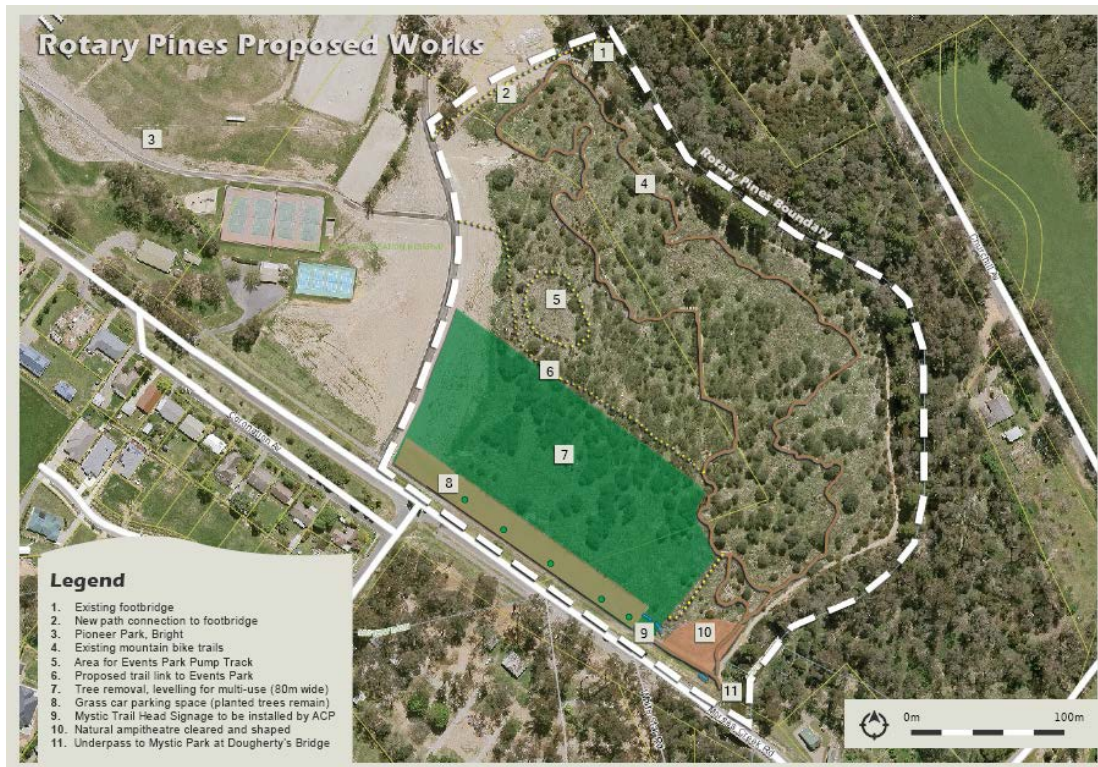 Rotary Pines Proposed Works
1
2
3
4
Rotary Pines Boundary
Churchill Av
5
6
Coronation Av
7
8
9
10
11
Legend
1. Existing footbridge
2. New path connection to footbridge
3. Pioneer Park, Bright
4. Existing mountain bike trails
5. Area for Events Park Pump Track
6. Proposed trail link to Events Park
7. Tree removal, levelling for multi-use (80m wide)
8. Grass car parking space (planted trees remain)
9. Mystic Trail Head Signage to be installed by ACP
10. Natural ampitheatre cleared and shaped
11. Underpass to Mystic Park at Dougherty's Bridge
0m 100m